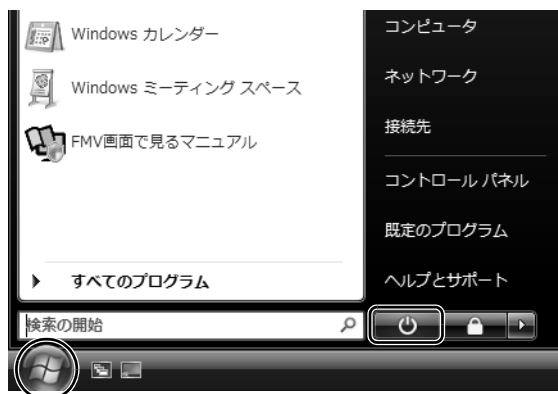 Windows カレンダー
Windows ミーティング スペース
FMV画面で見るマニュアル
すべてのプログラム
検索の開始
コンピュータ
ネットワーク
接続先
コントロール パネル
既定のプログラム
ヘルプとサポート